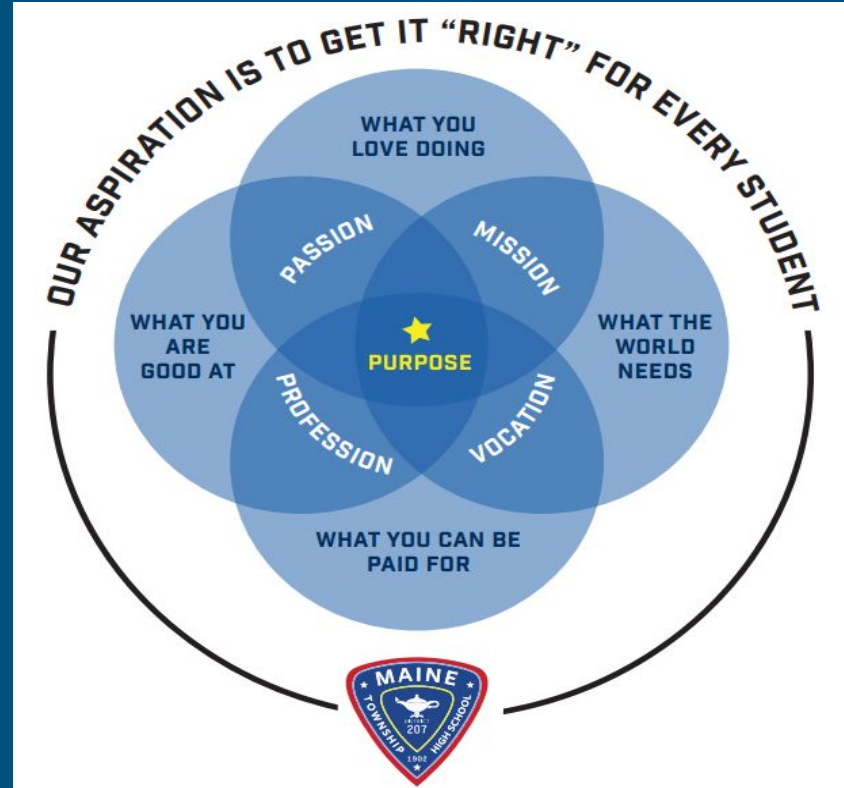 OUR ASPIRATION IS TO GET IT “RIGHT” FOR EVERY STUDENT
WHAT YOU
LOVE DOING
PASSION
MISSION
WHAT YOU
ARE
GOOD AT
PURPOSE
WHAT THE
WORLD
NEEDS
PROFESSION
VOCATION
WHAT YOU CAN BE
PAID FOR
MAINE
TOWNSHIP
HIGH SCHOOL
DISTRICT
207
1902